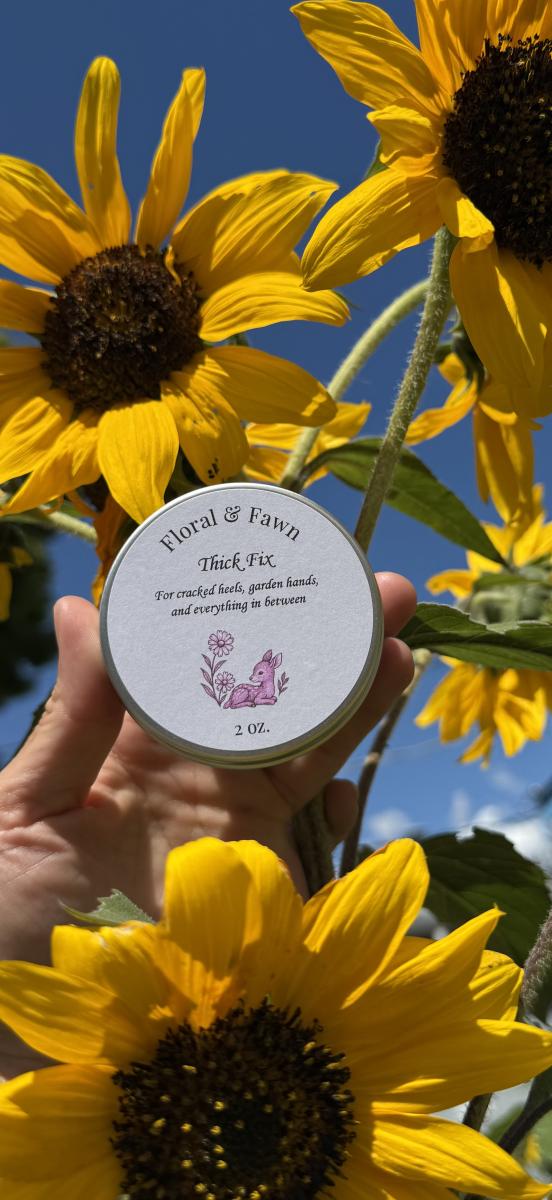 Floral & Fawn
Thick Fix
For cracked heels, garden hands,
and everything in between
2 oz.